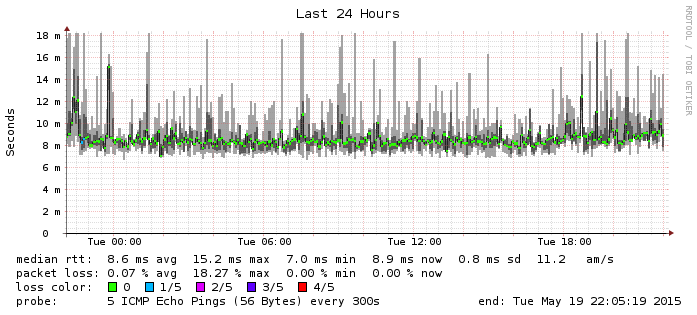 Last 24 Hours
RRDTOOL / TOBI OETIKER
Seconds
18 m
16 m
14 m
12 m
10 m
8 m
6 m
4 m
2 m
0
Tue 00:00 Tue 06:00 Tue 12:00 Tue 18:00
median rtt: 8.6 ms avg 15.2 ms max 7.0 ms min 8.9 ms now 0.8 ms sd 11.2 am/s
packet loss: 0.07 % avg 18.27 % max 0.00 % min 0.00 % now
loss color: 0 1/5 2/5 3/5 4/5
probe: 5 ICMP Echo Pings (56 Bytes) every 300s end: Tue May 19 22:05:19 2015